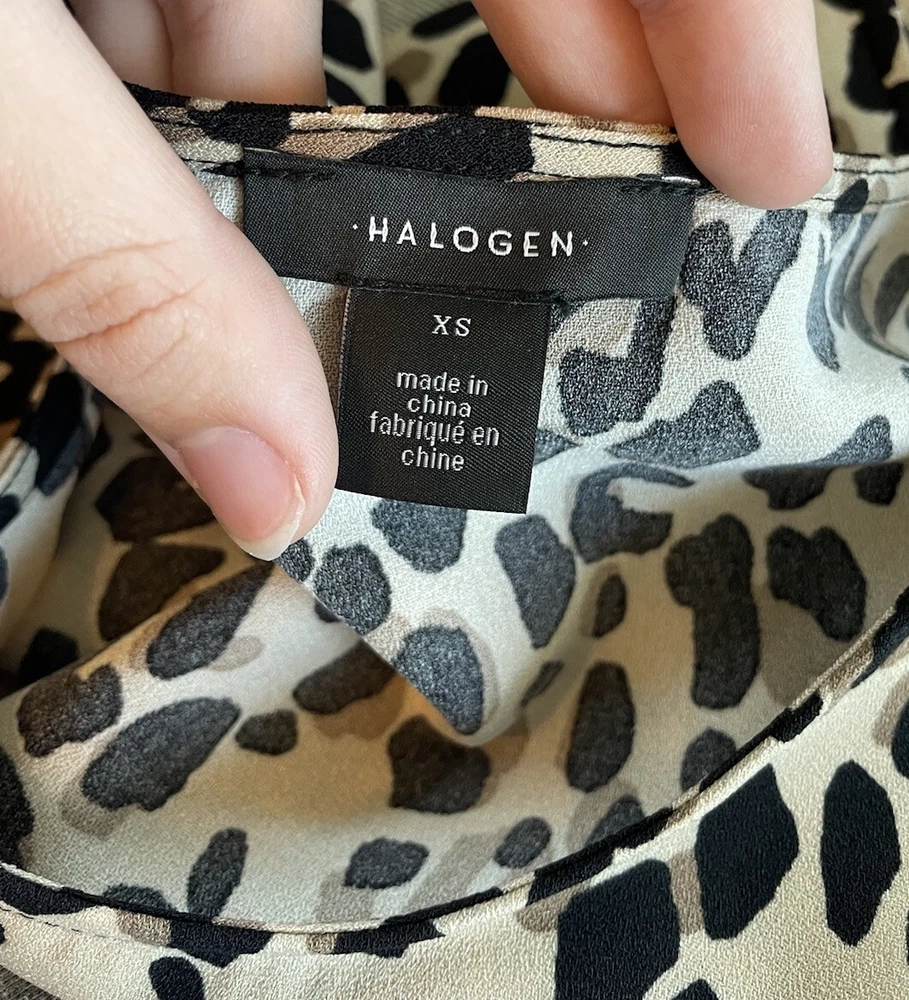 ·HALOGEN·
XS
made in
china
fabriqué en
chine